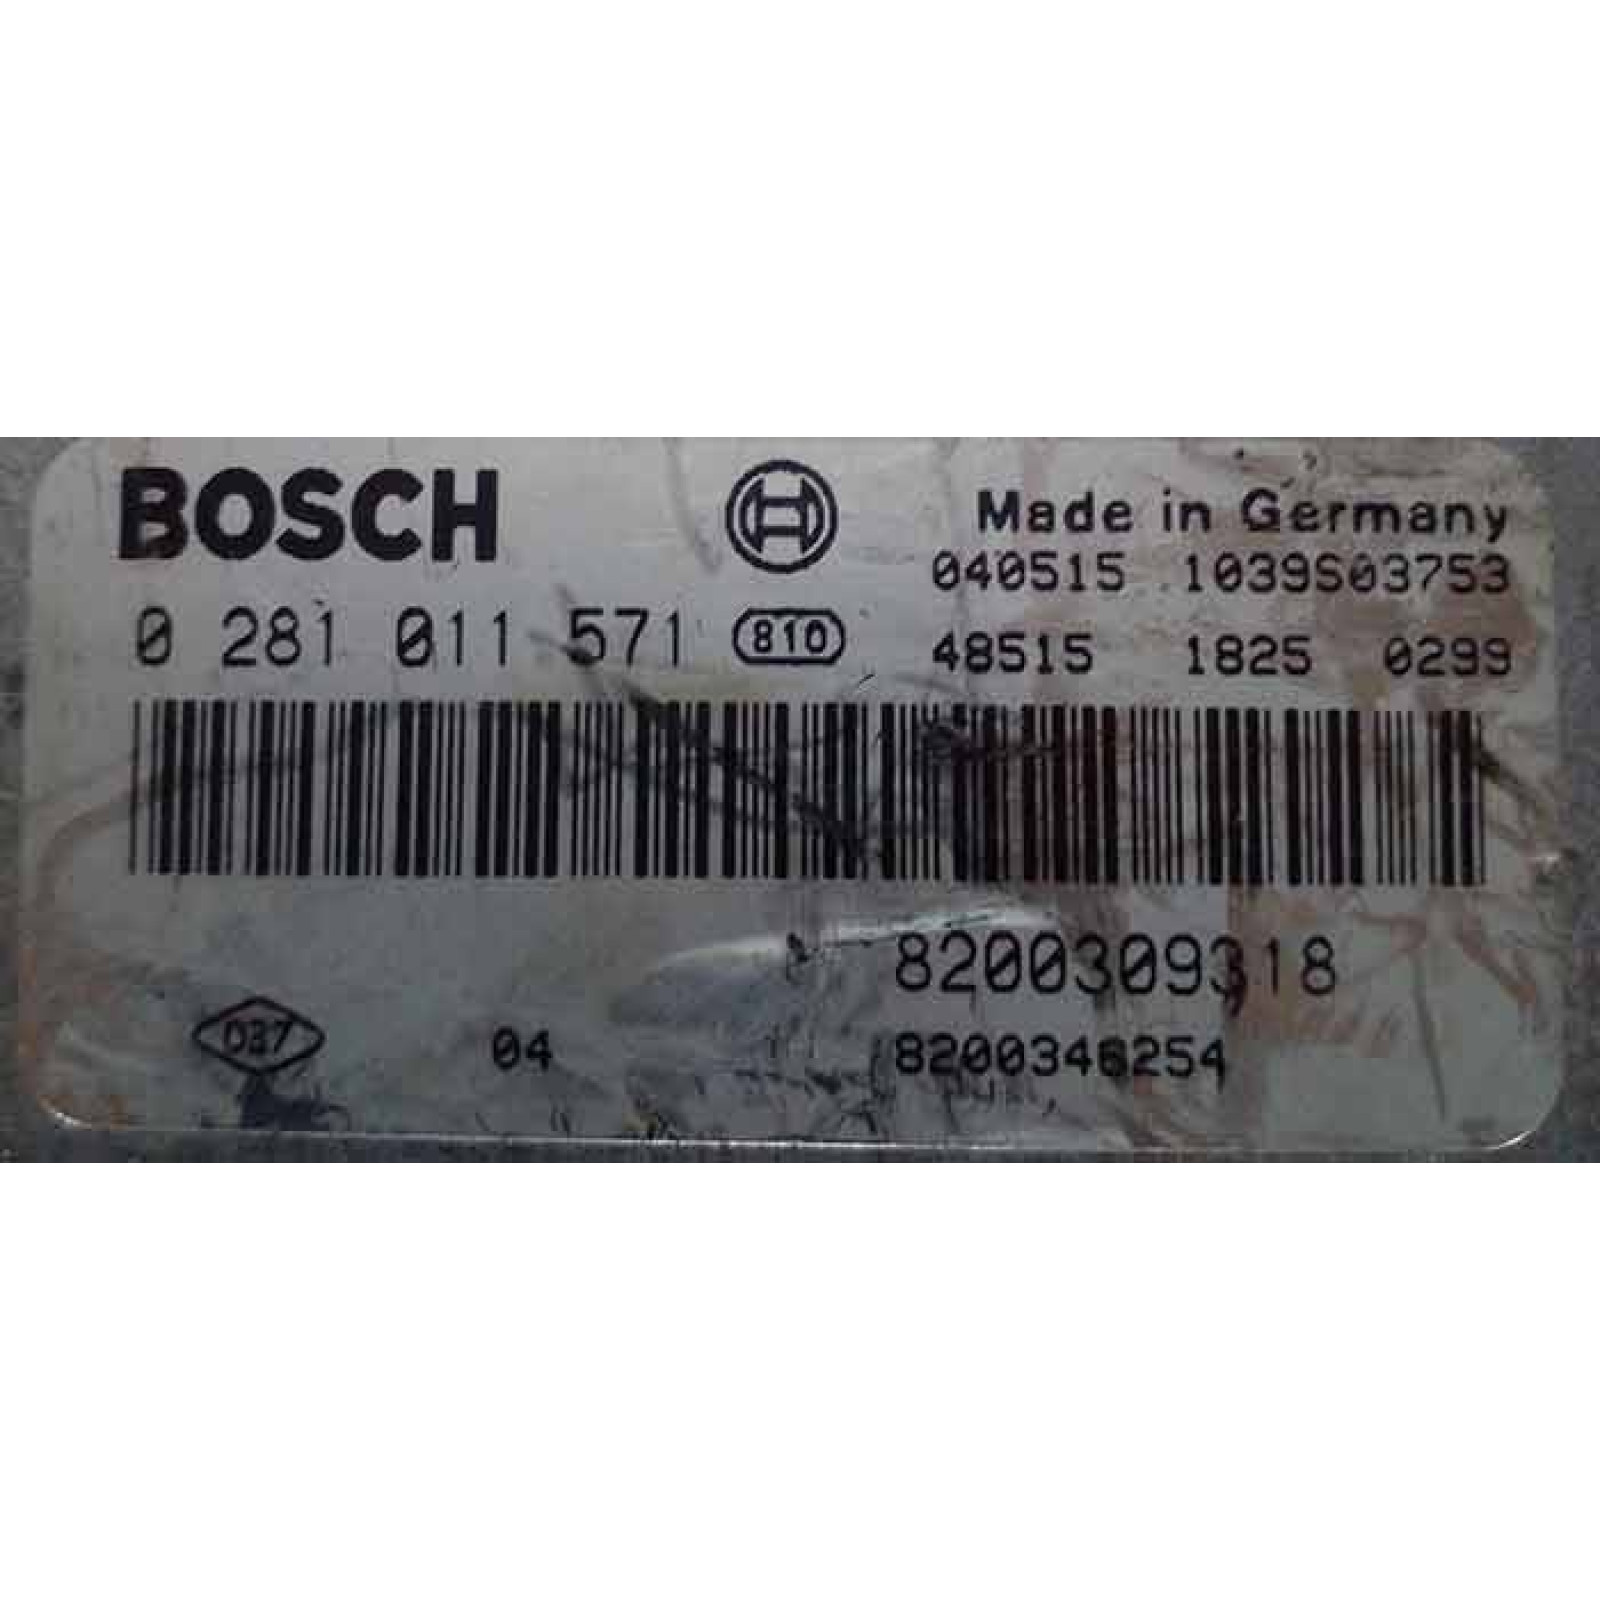 BOSCH
Made in Germany
040515 1039S03753
0 281 011 571 810
48515 1825 0299
8200309318
037 04 8200346254